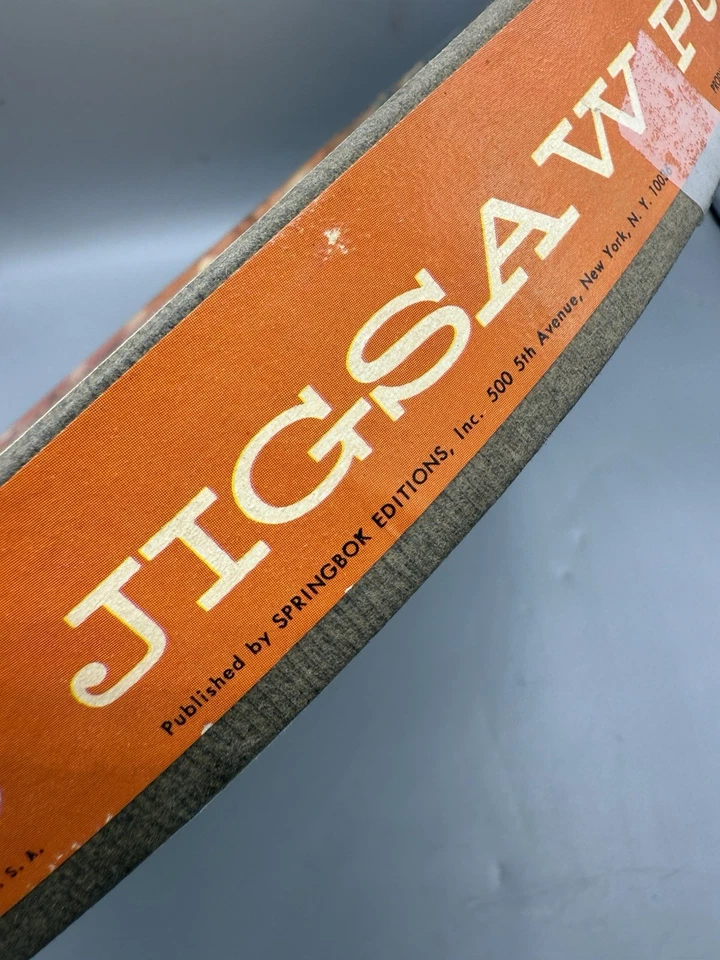 JIGSAW
Published by SPRINGBOK EDITIONS, Inc. 500 5th Avenue, New York, N. Y.
S. A.